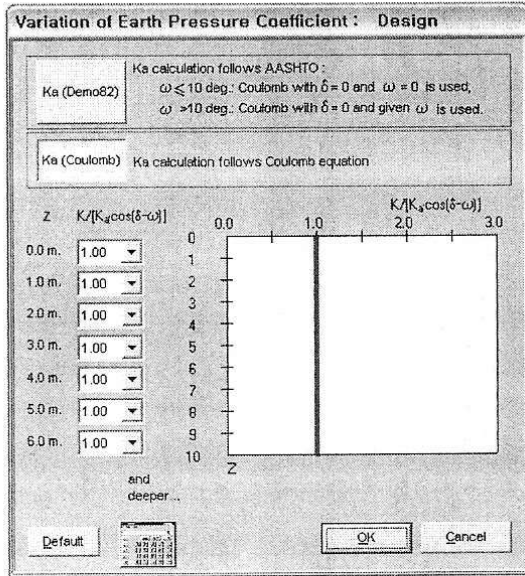 Variation of Earth Pressure Coefficient : Design
Ka (Demo82)
Ka calculation follows AASHTO :
ω ≤ 10 deg.: Coulomb with δ = 0 and ω = 0 is used,
ω >10 deg.: Coulomb with δ = 0 and given ω is used.
Ka (Coulomb)
Ka calculation follows Coulomb equation
Z K/[Kacos(δ-ω)]
0.0 m. 1.00
1.0 m. 1.00
2.0 m. 1.00
3.0 m. 1.00
4.0 m. 1.00
5.0 m. 1.00
6.0 m. 1.00
and
deeper...
K/[Kacos(δ-ω)]
0.0 1.0 2.0 3.0
0
1
2
3
4
5
6
7
8
9
10
Z
Default
OK
Cancel